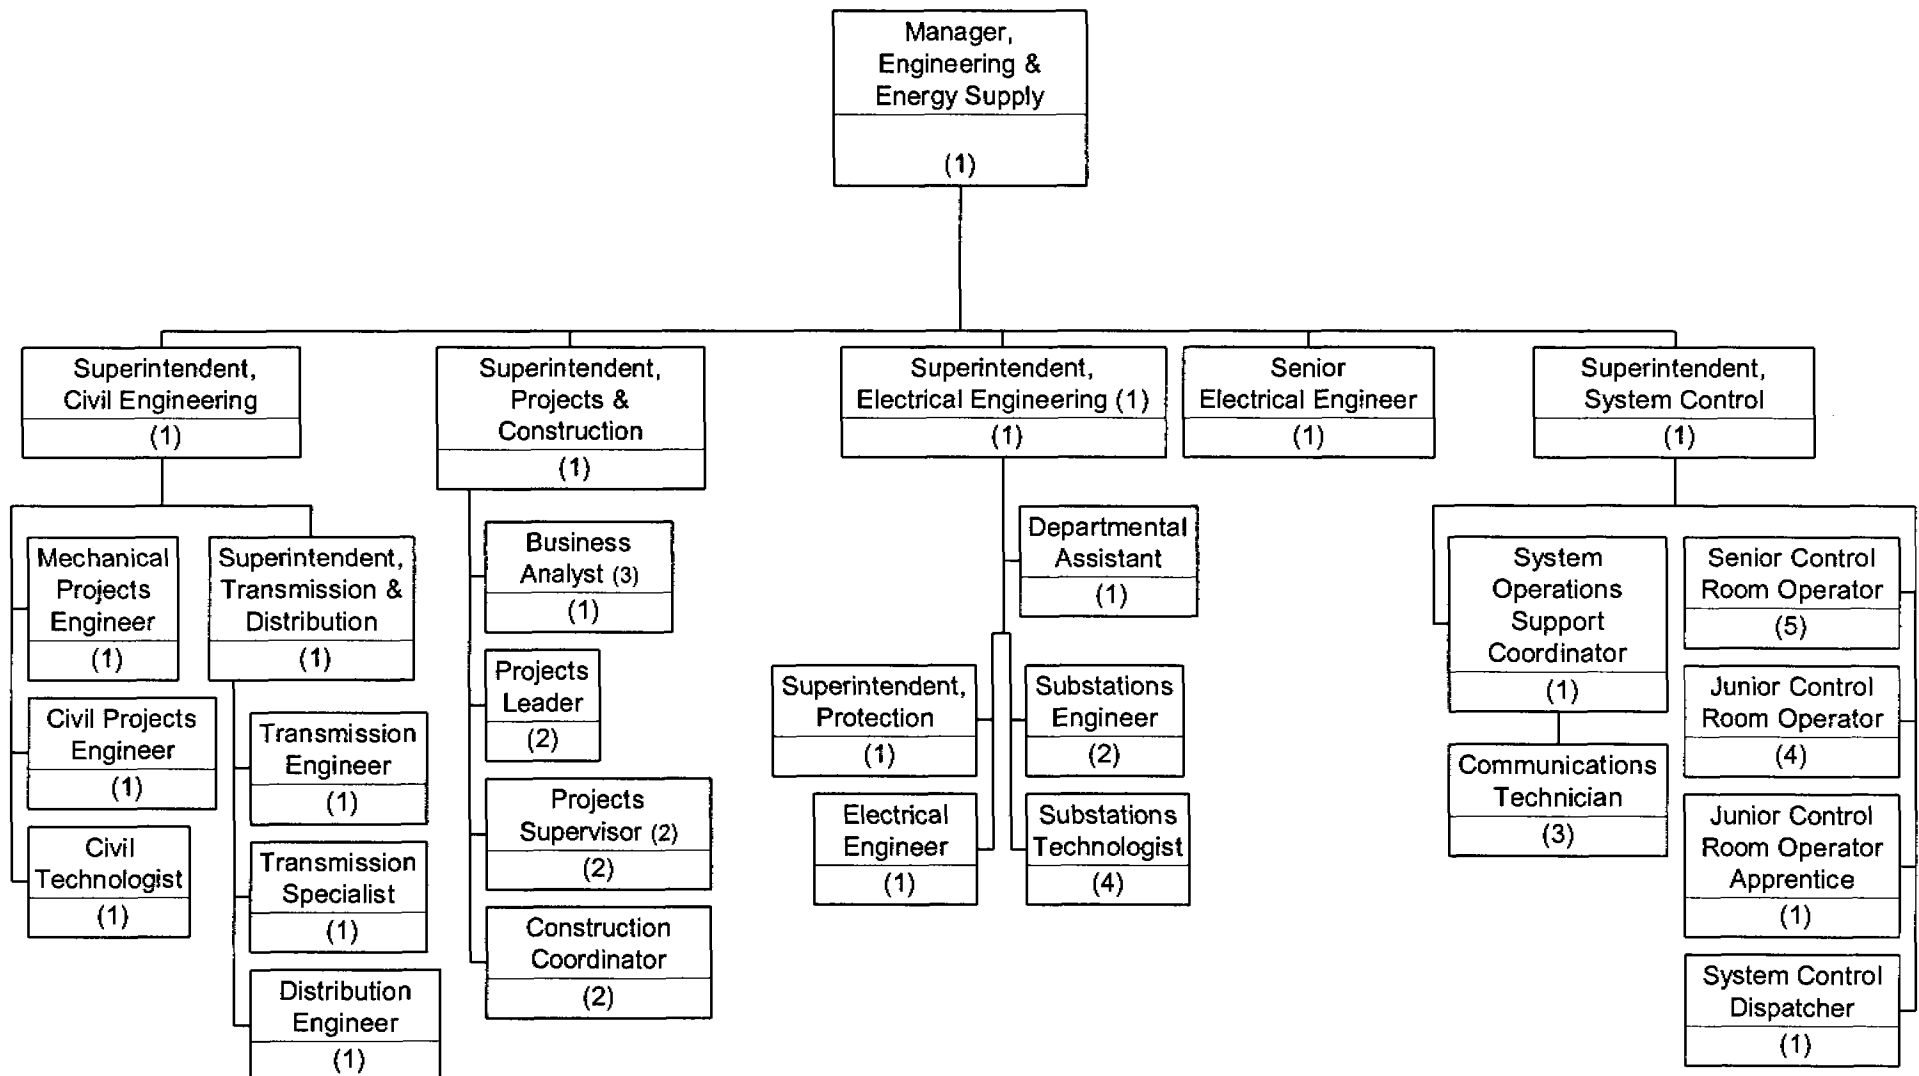 Manager,
Engineering &
Energy Supply
(1)
Superintendent,
Civil Engineering
(1)
Mechanical
Projects
Engineer
(1)
Civil Projects
Engineer
(1)
Civil
Technologist
(1)
Superintendent,
Transmission &
Distribution
(1)
Transmission
Engineer
(1)
Transmission
Specialist
(1)
Distribution
Engineer
(1)
Superintendent,
Projects &
Construction
(1)
Business
Analyst (3)
(1)
Projects
Leader
(2)
Projects
Supervisor (2)
(2)
Construction
Coordinator
(2)
Superintendent,
Electrical Engineering (1)
(1)
Departmental
Assistant
(1)
Superintendent,
Protection
(1)
Electrical
Engineer
(1)
Substations
Engineer
(2)
Substations
Technologist
(4)
Senior
Electrical Engineer
(1)
Superintendent,
System Control
(1)
System
Operations
Support
Coordinator
(1)
Communications
Technician
(3)
Senior Control
Room Operator
(5)
Junior Control
Room Operator
(4)
Junior Control
Room Operator
Apprentice
(1)
System Control
Dispatcher
(1)